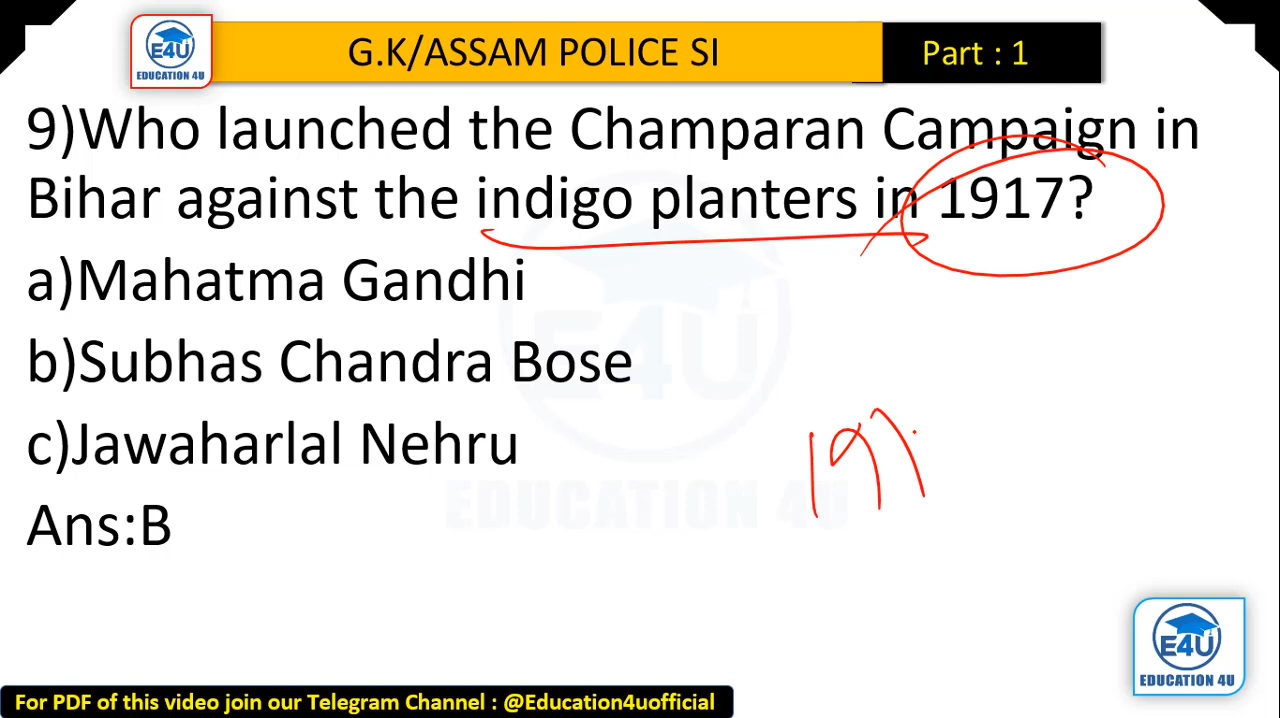 E4U
EDUCATION 4U
G.K/ASSAM POLICE SI
Part : 1
9)Who launched the Champaran Campaign in
Bihar against the indigo planters in 1917?
a)Mahatma Gandhi
b)Subhas Chandra Bose
c)Jawaharlal Nehru
Ans:B
E4U
EDUCATION 4U
E4U
EDUCATION 4U
For PDF of this video join our Telegram Channel : @Education4uofficial